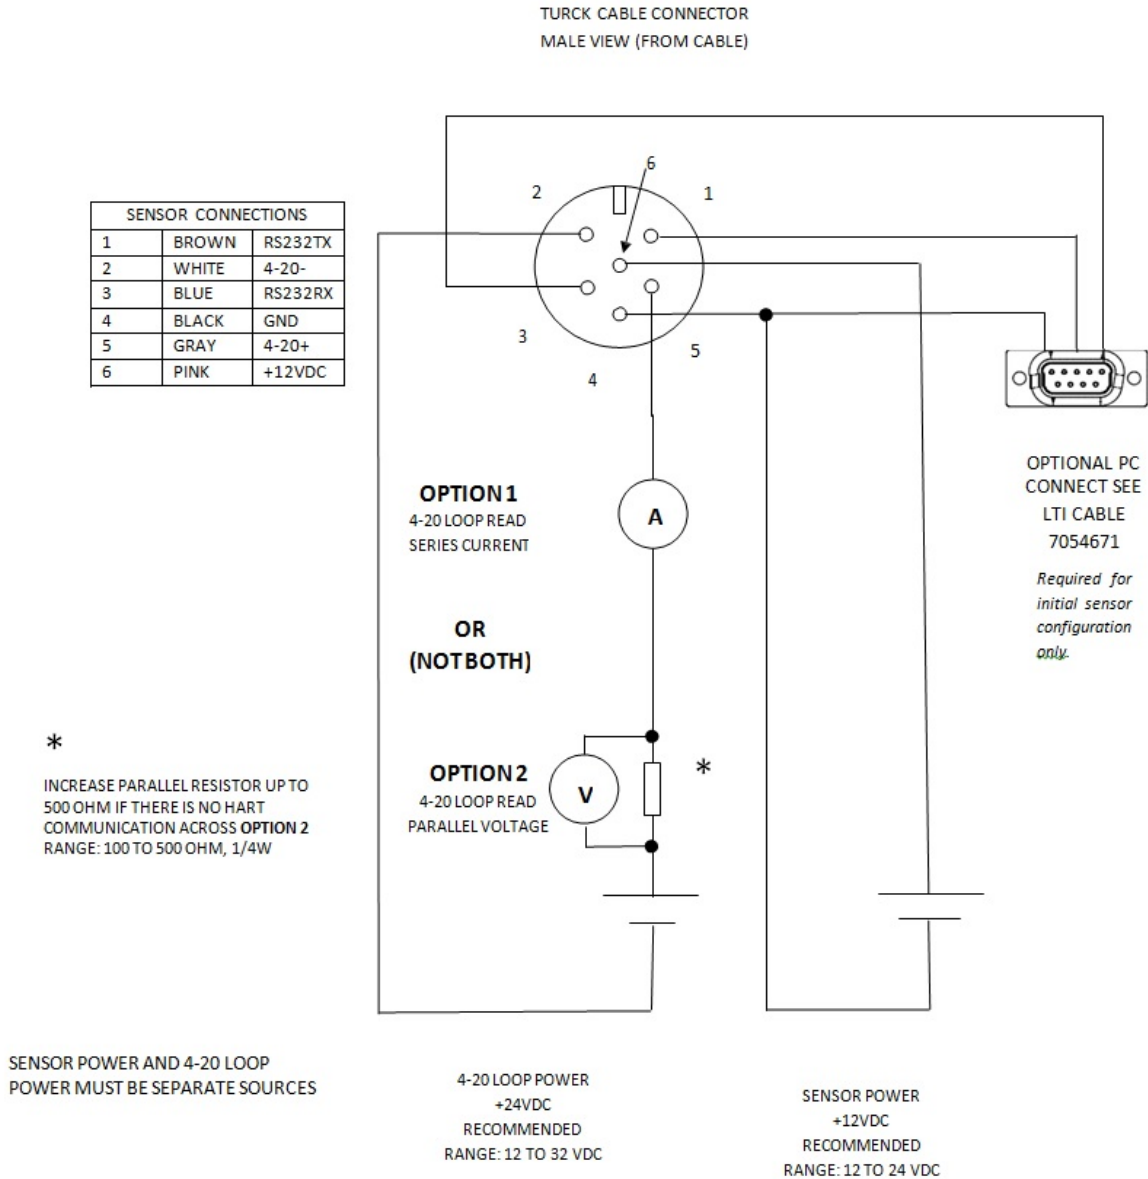 TURCK CABLE CONNECTOR
MALE VIEW (FROM CABLE)
6
2
1
SENSOR CONNECTIONS
1 BROWN RS232TX
2 WHITE 4-20-
3 BLUE RS232RX
4 BLACK GND
5 GRAY 4-20+
6 PINK +12VDC
3
5
4
OPTION 1
4-20 LOOP READ
SERIES CURRENT
A
OPTIONAL PC
CONNECT SEE
LTI CABLE
7054671
Required for
initial sensor
configuration
only.
OR
(NOT BOTH)
*
INCREASE PARALLEL RESISTOR UP TO
500 OHM IF THERE IS NO HART
COMMUNICATION ACROSS OPTION 2
RANGE: 100 TO 500 OHM, 1/4W
OPTION 2
4-20 LOOP READ
PARALLEL VOLTAGE
V
*
SENSOR POWER AND 4-20 LOOP
POWER MUST BE SEPARATE SOURCES
4-20 LOOP POWER
+24VDC
RECOMMENDED
RANGE: 12 TO 32 VDC
SENSOR POWER
+12VDC
RECOMMENDED
RANGE: 12 TO 24 VDC